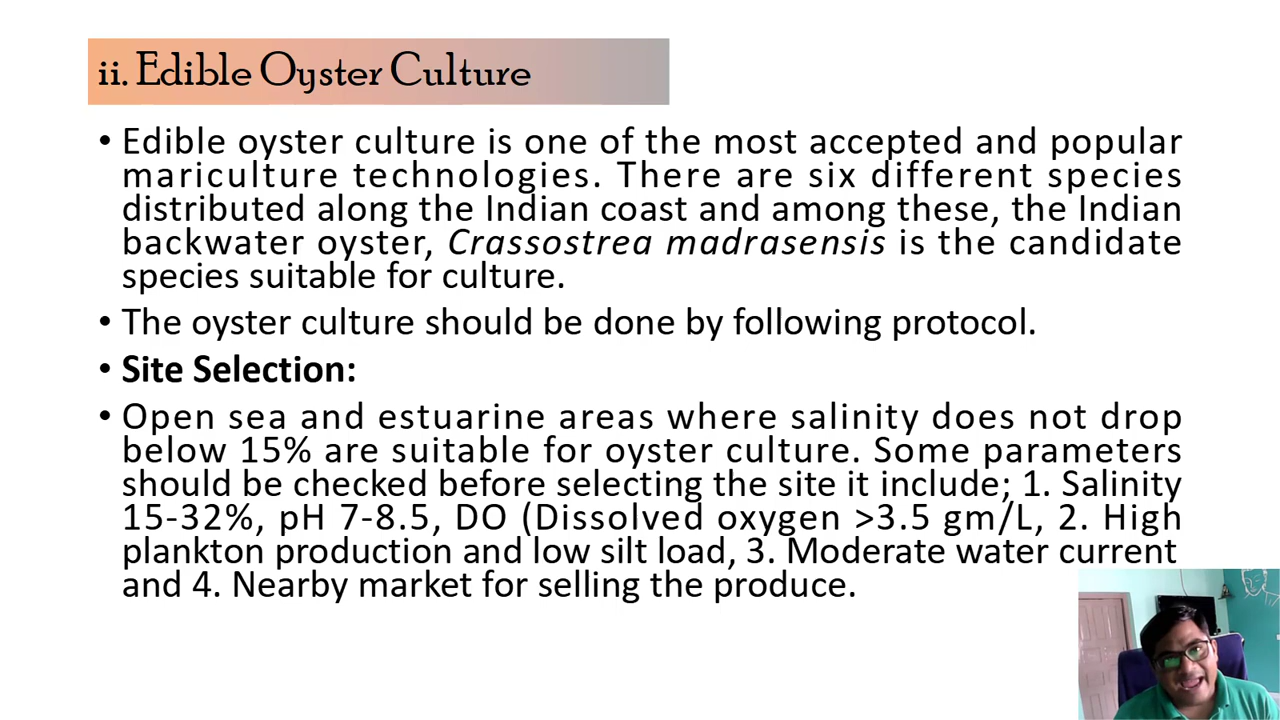 ii. Edible Oyster Culture
• Edible oyster culture is one of the most accepted and popular
mariculture technologies. There are six different species
distributed along the Indian coast and among these, the Indian
backwater oyster, Crassostrea madrasensis is the candidate
species suitable for culture.
• The oyster culture should be done by following protocol.
• Site Selection:
• Open sea and estuarine areas where salinity does not drop
below 15% are suitable for oyster culture. Some parameters
should be checked before selecting the site it include; 1. Salinity
15-32%, pH 7-8.5, DO (Dissolved oxygen >3.5 gm/L, 2. High
plankton production and low silt load, 3. Moderate water current
and 4. Nearby market for selling the produce.